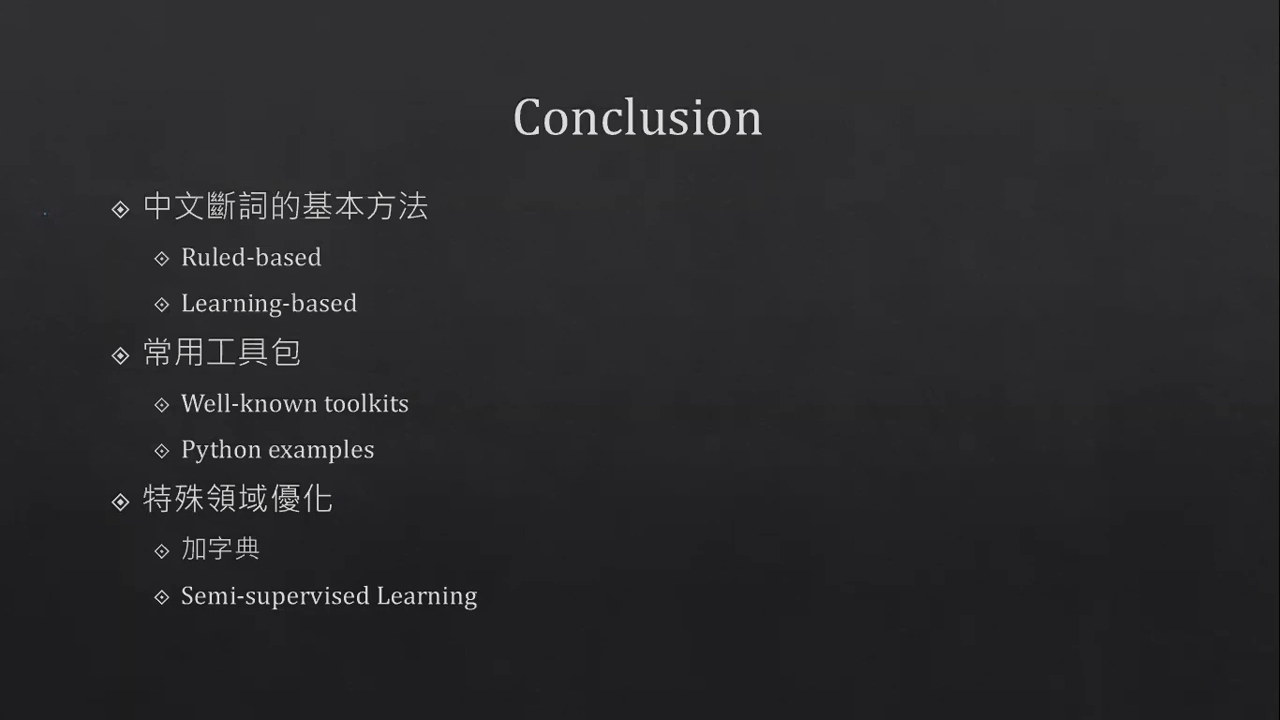 Conclusion
中文斷詞的基本方法
Ruled-based
Learning-based
常用工具包
Well-known toolkits
Python examples
特殊領域優化
加字典
Semi-supervised Learning